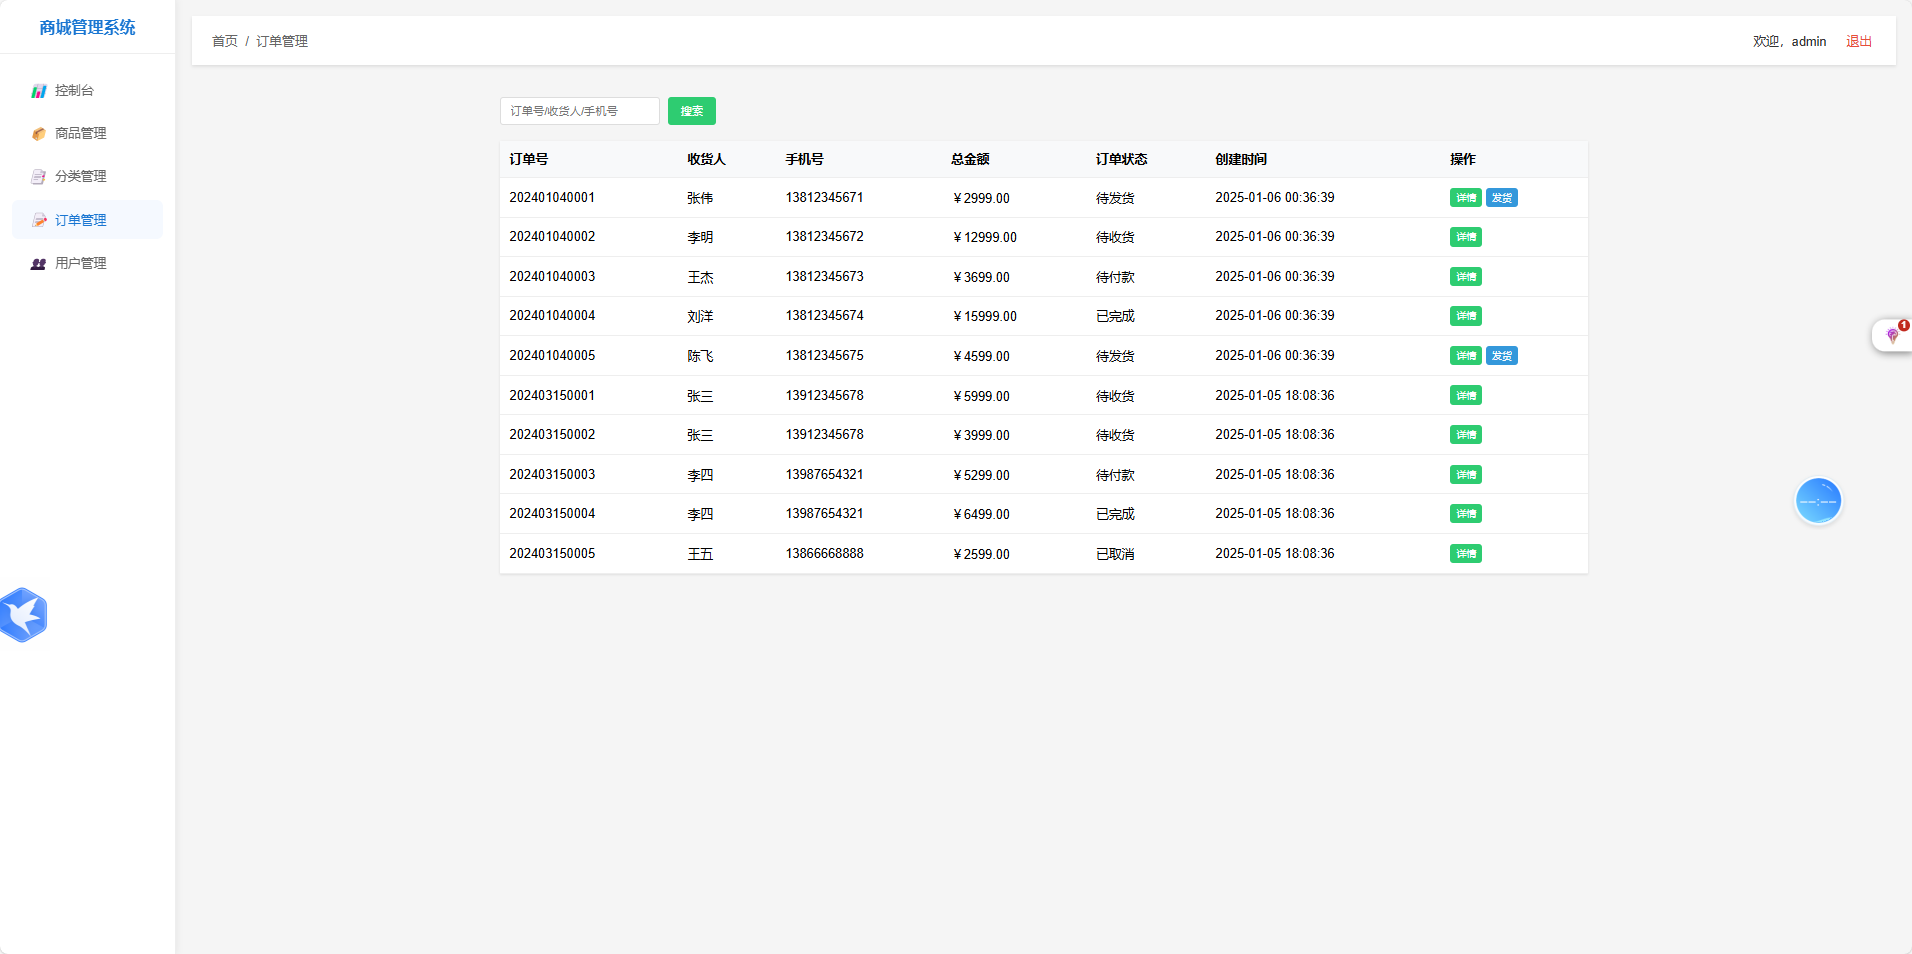 商城管理系统
首页 / 订单管理
欢迎，admin 退出
控制台
商品管理
分类管理
订单管理
用户管理
订单号/收货人/手机号 搜索
订单号 收货人 手机号 总金额 订单状态 创建时间 操作
202401040001 张伟 13812345671 ￥2999.00 待发货 2025-01-06 00:36:39 详情 发货
202401040002 李明 13812345672 ￥12999.00 待收货 2025-01-06 00:36:39 详情
202401040003 王杰 13812345673 ￥3699.00 待付款 2025-01-06 00:36:39 详情
202401040004 刘洋 13812345674 ￥15999.00 已完成 2025-01-06 00:36:39 详情
202401040005 陈飞 13812345675 ￥4599.00 待发货 2025-01-06 00:36:39 详情 发货
202403150001 张三 13912345678 ￥5999.00 待收货 2025-01-05 18:08:36 详情
202403150002 张三 13912345678 ￥3999.00 待收货 2025-01-05 18:08:36 详情
202403150003 李四 13987654321 ￥5299.00 待付款 2025-01-05 18:08:36 详情
202403150004 李四 13987654321 ￥6499.00 已完成 2025-01-05 18:08:36 详情
202403150005 王五 13866668888 ￥2599.00 已取消 2025-01-05 18:08:36 详情
1